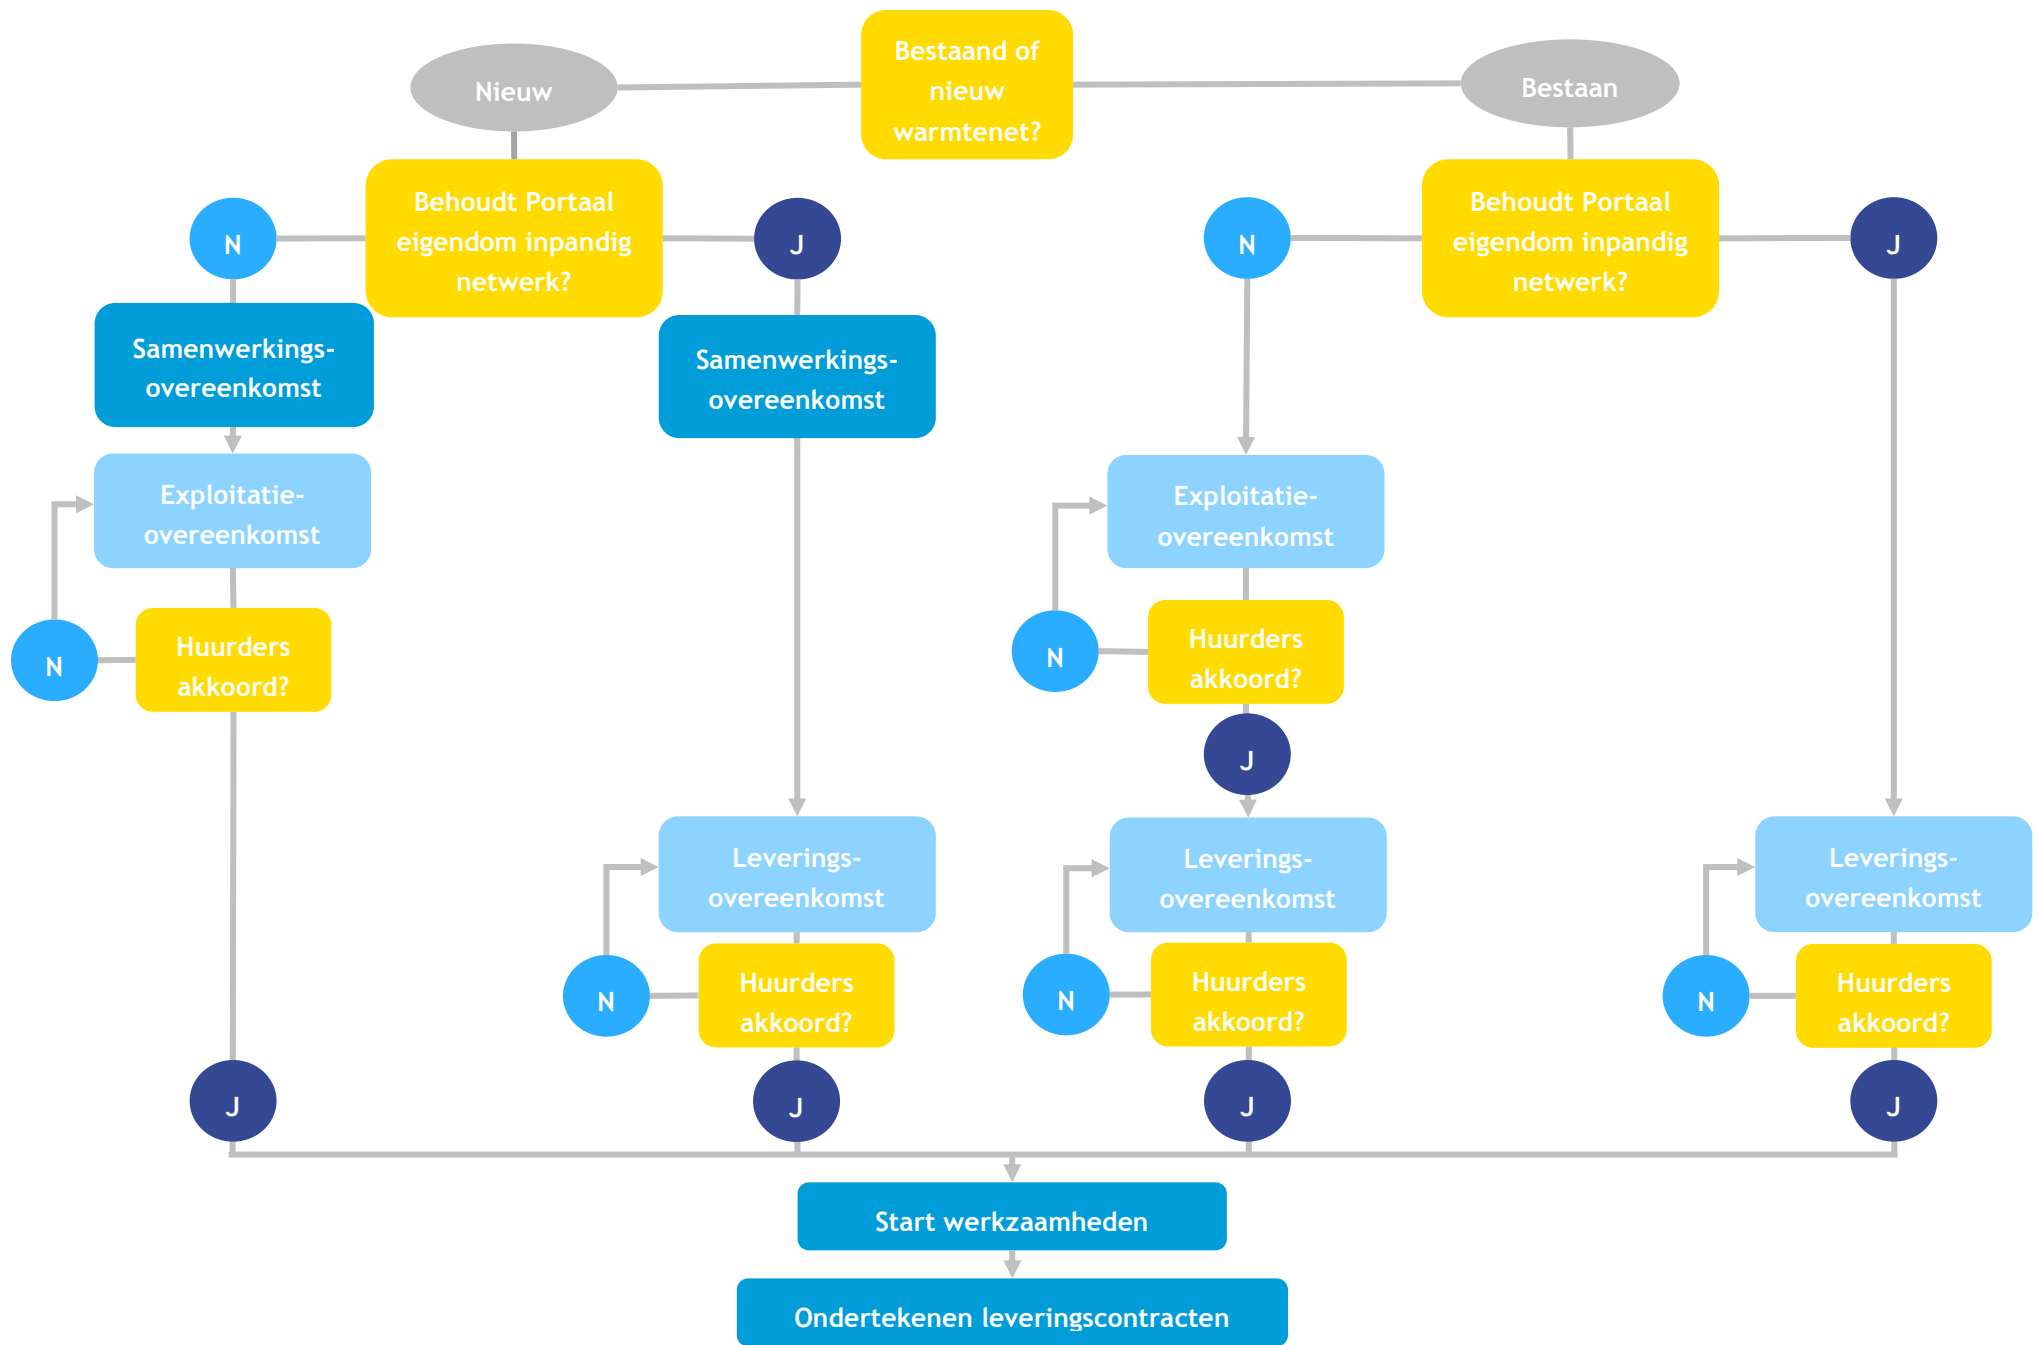 Bestaand of
nieuw
warmtenet?
Nieuw
Bestaan
Behoudt Portaal
eigendom inpandig
netwerk?
N
J
Behoudt Portaal
eigendom inpandig
netwerk?
N
J
Samenwerkings-
overeenkomst
Samenwerkings-
overeenkomst
Exploitatie-
overeenkomst
Exploitatie-
overeenkomst
Huurders
akkoord?
N
Huurders
akkoord?
N
J
Leverings-
overeenkomst
Leverings-
overeenkomst
Leverings-
overeenkomst
Huurders
akkoord?
N
Huurders
akkoord?
N
Huurders
akkoord?
N
J
J
J
J
Start werkzaamheden
Ondertekenen leveringscontracten